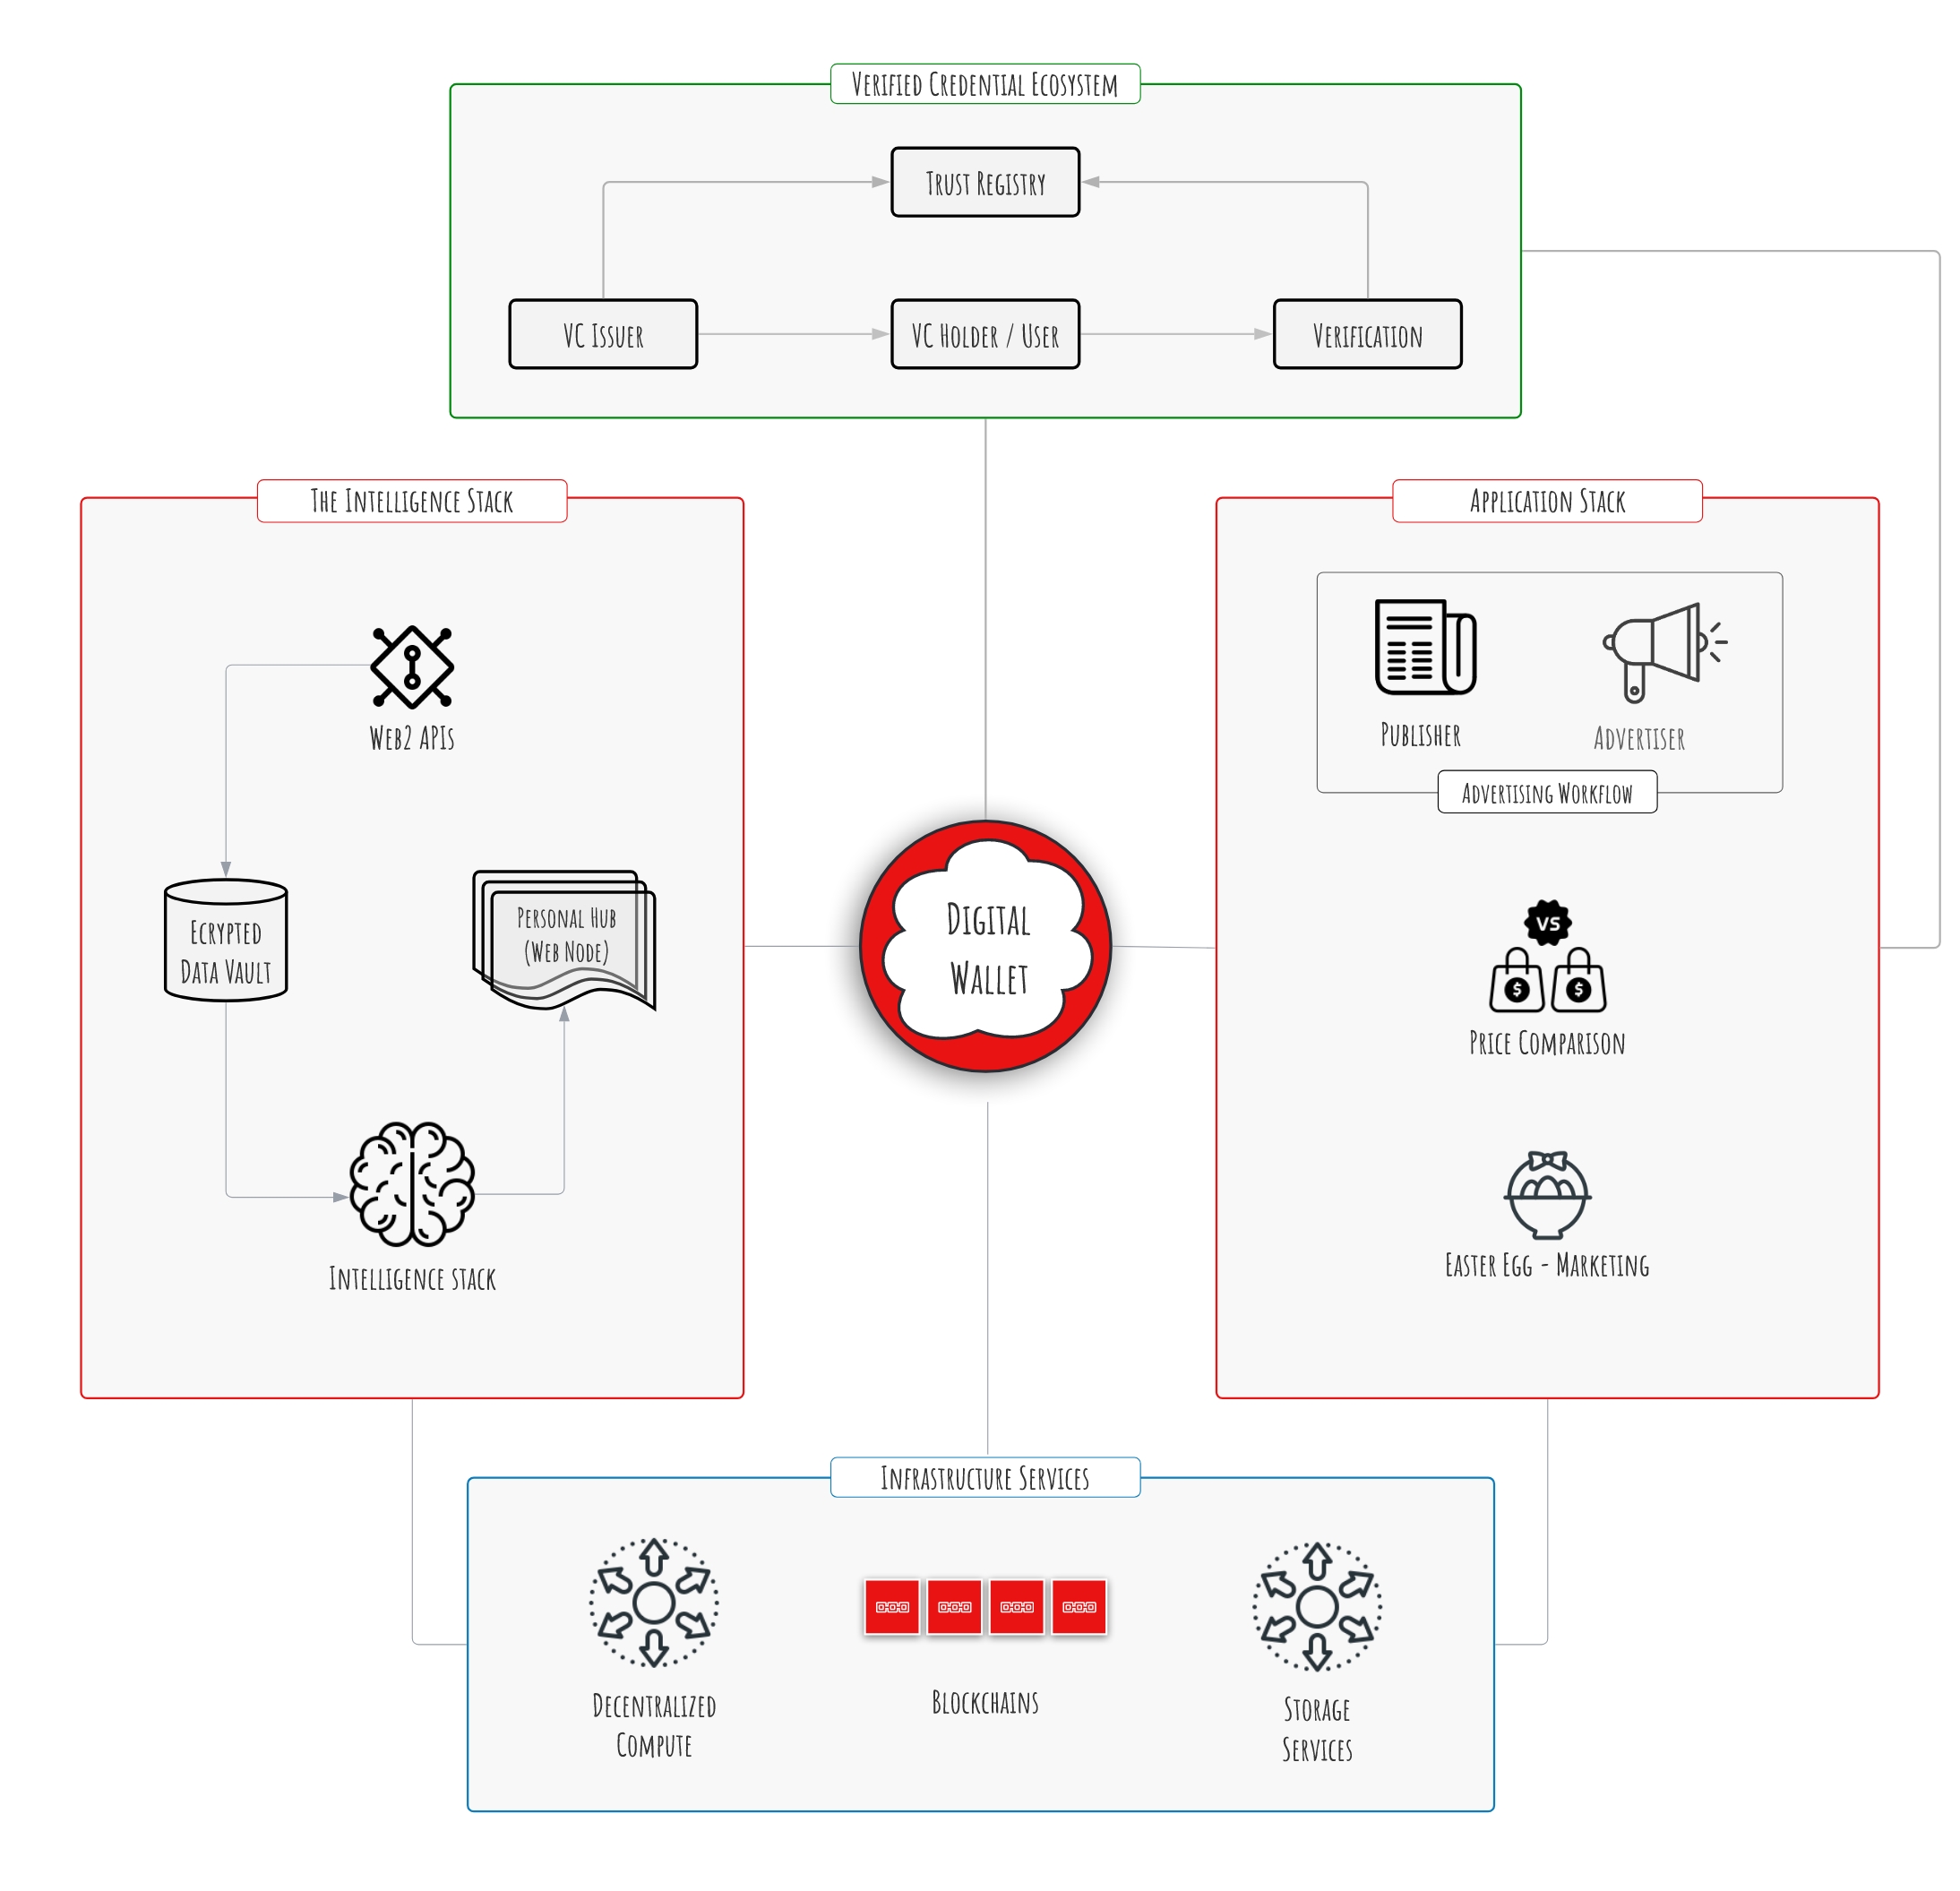 Verified Credential Ecosystem
Trust Registry
VC Issuer
VC Holder / User
Verification
The Intelligence Stack
Application Stack
Web2 APIs
Publisher
Advertiser
Advertising Workflow
Ecrypted
Data Vault
Personal Hub
(Web Node)
Digital
Wallet
VS
$
$
Price Comparison
Intelligence stack
Easter Egg - Marketing
Infrastructure Services
Decentralized
Compute
Blockchains
Storage
Services